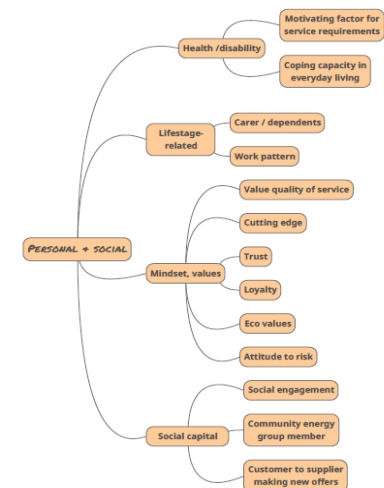 Motivating factor for
service requirements
Health /disability
Coping capacity in
everyday living
Carer / dependents
Lifestage-
related
Work pattern
Value quality of service
Cutting edge
Trust
PERSONAL & SOCIAL
Mindset, values
Loyalty
Eco values
Attitude to risk
Social engagement
Social capital
Community energy
group member
Customer to supplier
making new offers